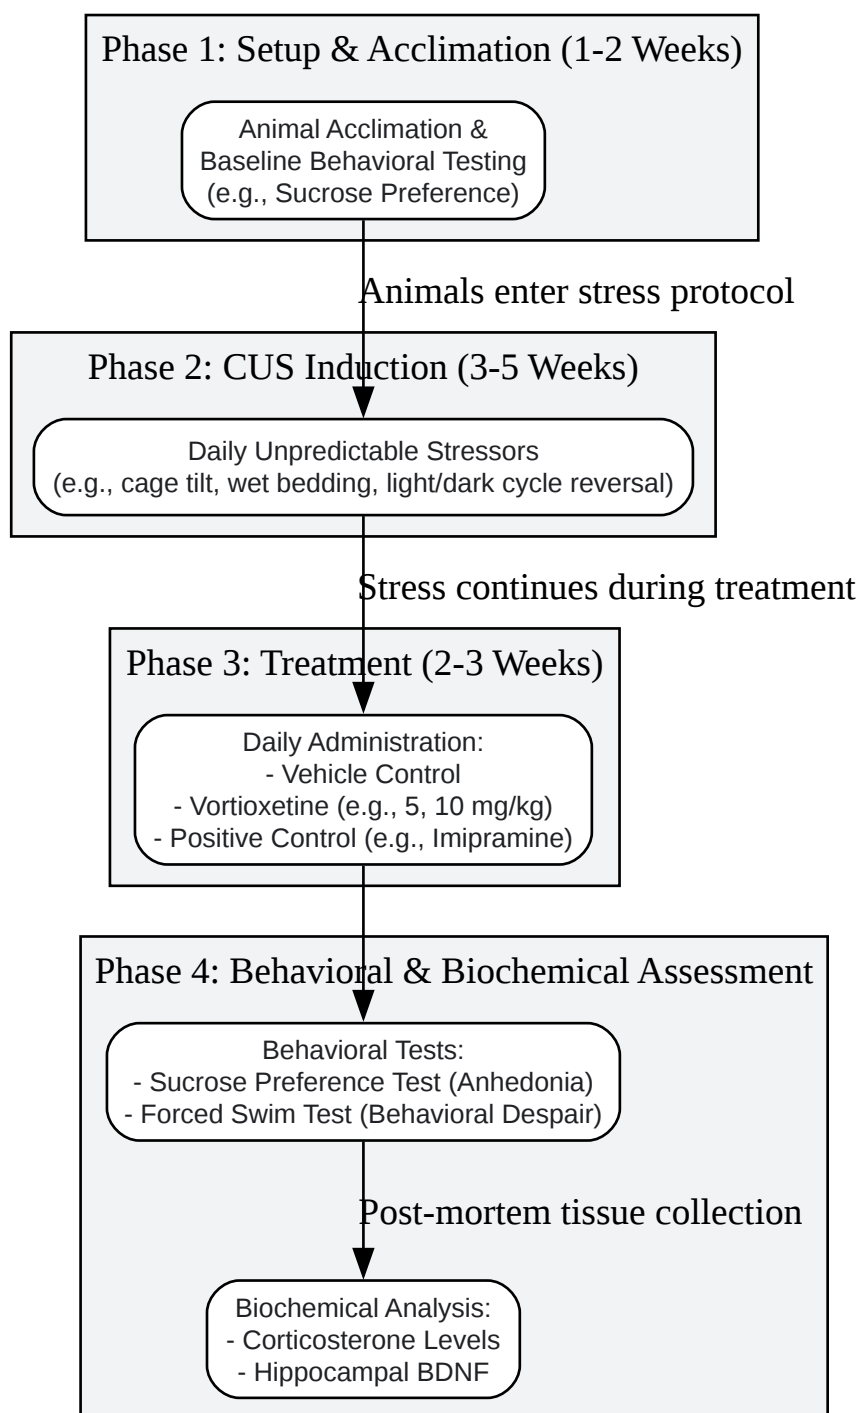 Phase 1: Setup & Acclimation (1-2 Weeks)
Animal Acclimation &
Baseline Behavioral Testing
(e.g., Sucrose Preference)
Animals enter stress protocol
Phase 2: CUS Induction (3-5 Weeks)
Daily Unpredictable Stressors
(e.g., cage tilt, wet bedding, light/dark cycle reversal)
Stress continues during treatment
Phase 3: Treatment (2-3 Weeks)
Daily Administration:
- Vehicle Control
- Vortioxetine (e.g., 5, 10 mg/kg)
- Positive Control (e.g., Imipramine)
Phase 4: Behavioral & Biochemical Assessment
Behavioral Tests:
- Sucrose Preference Test (Anhedonia)
- Forced Swim Test (Behavioral Despair)
Post-mortem tissue collection
Biochemical Analysis:
- Corticosterone Levels
- Hippocampal BDNF